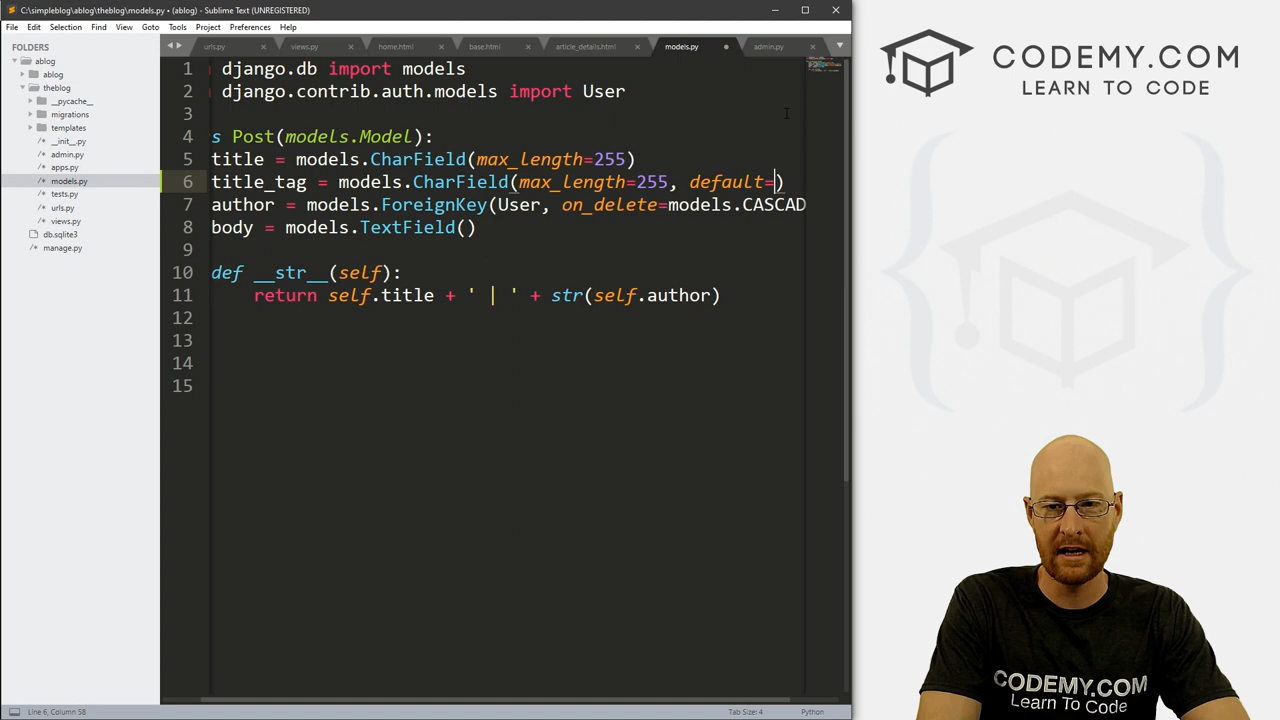 C:\simpleblog\ablog\theblog\models.py • (ablog) - Sublime Text (UNREGISTERED)
File Edit Selection Find View Goto Tools Project Preferences Help
FOLDERS
ablog
ablog
theblog
__pycache__
migrations
templates
__init__.py
admin.py
apps.py
models.py
tests.py
urls.py
views.py
db.sqlite3
manage.py
urls.py views.py home.html base.html article_details.html models.py admin.py
1 django.db import models
2 django.contrib.auth.models import User
3
4 s Post(models.Model):
5 title = models.CharField(max_length=255)
6 title_tag = models.CharField(max_length=255, default=)
7 author = models.ForeignKey(User, on_delete=models.CASCAD
8 body = models.TextField()
9
10 def __str__(self):
11 return self.title + ' | ' + str(self.author)
12
13
14
15
Line 6, Column 58
Tab Size: 4
Python
CODEMY.COM
LEARN TO CODE
CODEMY.COM
Learn To Code